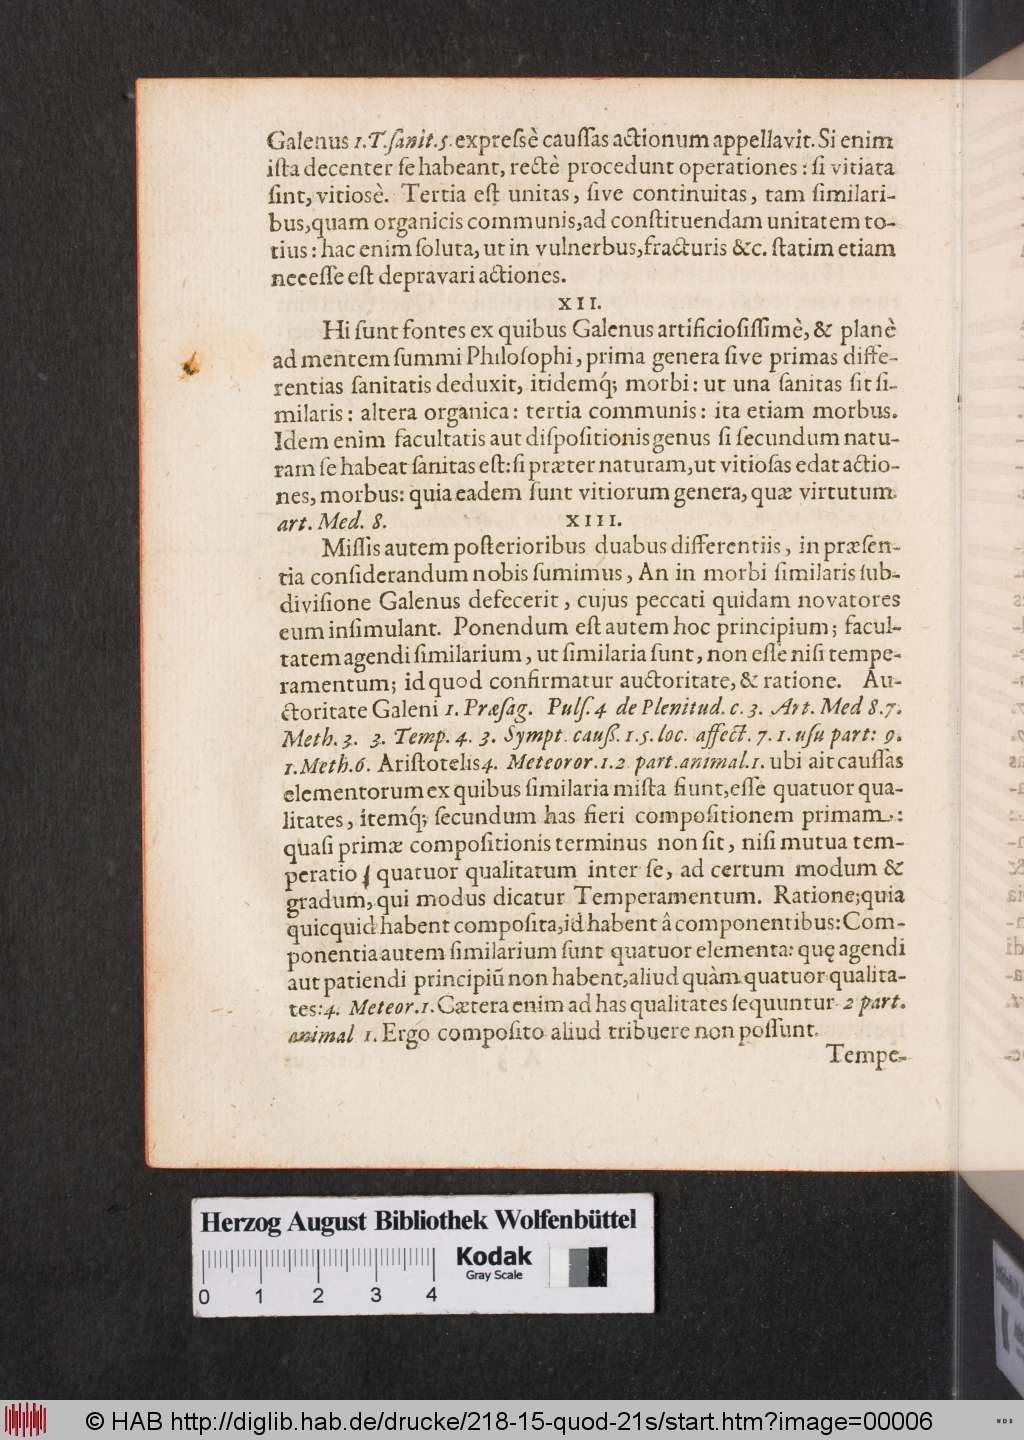 Galenus 1. T. ſanit. 5. expreſsè cauſſas actionum appellavit. Si enim
iſta decenter ſe habeant, rectè procedunt operationes : ſi vitiata
ſint, vitiosè. Tertia eſt unitas, ſive continuitas, tam ſimilari-
bus, quam organicis communis, ad conſtituendam unitatem to-
tius : hac enim ſoluta, ut in vulnerbus, fracturis &c. ſtatim etiam
neceſſe eſt depravari actiones.
XII.
Hi ſunt fontes ex quibus Galenus artificioſiſſimè, & planè
ad mentem ſummi Philoſophi, prima genera ſive primas diffe-
rentias ſanitatis deduxit, itidemq́; morbi : ut una ſanitas ſit ſi-
milaris : altera organica : tertia communis : ita etiam morbus.
Idem enim facultatis aut diſpoſitionis genus ſi ſecundum natu-
ram ſe habeat ſanitas eſt : ſi præter naturam, ut vitioſas edat actio-
nes, morbus : quia eadem ſunt vitiorum genera, quæ virtutum.
art. Med. 8. XIII.
Miſſis autem poſterioribus duabus differentiis, in præſen-
tia conſiderandum nobis ſumimus, An in morbi ſimilaris ſub-
diviſione Galenus defecerit, cujus peccati quidam novatores
eum inſimulant. Ponendum eſt autem hoc principium; facul-
tatem agendi ſimilarium, ut ſimilaria ſunt, non eſſe niſi tempe-
ramentum; id quod confirmatur auctoritate, & ratione. Au-
ctoritate Galeni 1. Præſag. Pulſ. 4 de Plenitud. c. 3. Art. Med 8. 7.
Meth. 3. 3. Temp. 4. 3. Sympt. cauß. 1. 5. loc. affect. 7. 1. uſu part: 9.
1. Meth. 6. Ariſtotelis 4. Meteoror. 1. 2 part. animal. 1. ubi ait cauſſas
elementorum ex quibus ſimilaria miſta fiunt, eſſe quatuor qua-
litates, itemq́; ſecundum has fieri compoſitionem primam. :
quaſi primæ compoſitionis terminus non ſit, niſi mutua tem-
peratio quatuor qualitatum inter ſe, ad certum modum &
gradum, qui modus dicatur Temperamentum. Ratione; quia
quicquid habent compoſita, id habent â componentibus : Com-
ponentia autem ſimilarium ſunt quatuor elementa : quę agendi
aut patiendi principiũ non habent, aliud quàm quatuor qualita-
tes : 4. Meteor. 1. Cætera enim ad has qualitates ſequuntur 2 part.
animal 1. Ergo compoſito aliud tribuere non poſſunt.
Tempe-
Herzog August Bibliothek Wolfenbüttel
Kodak
Gray Scale
0 1 2 3 4
© HAB http://diglib.hab.de/drucke/218-15-quod-21s/start.htm?image=00006